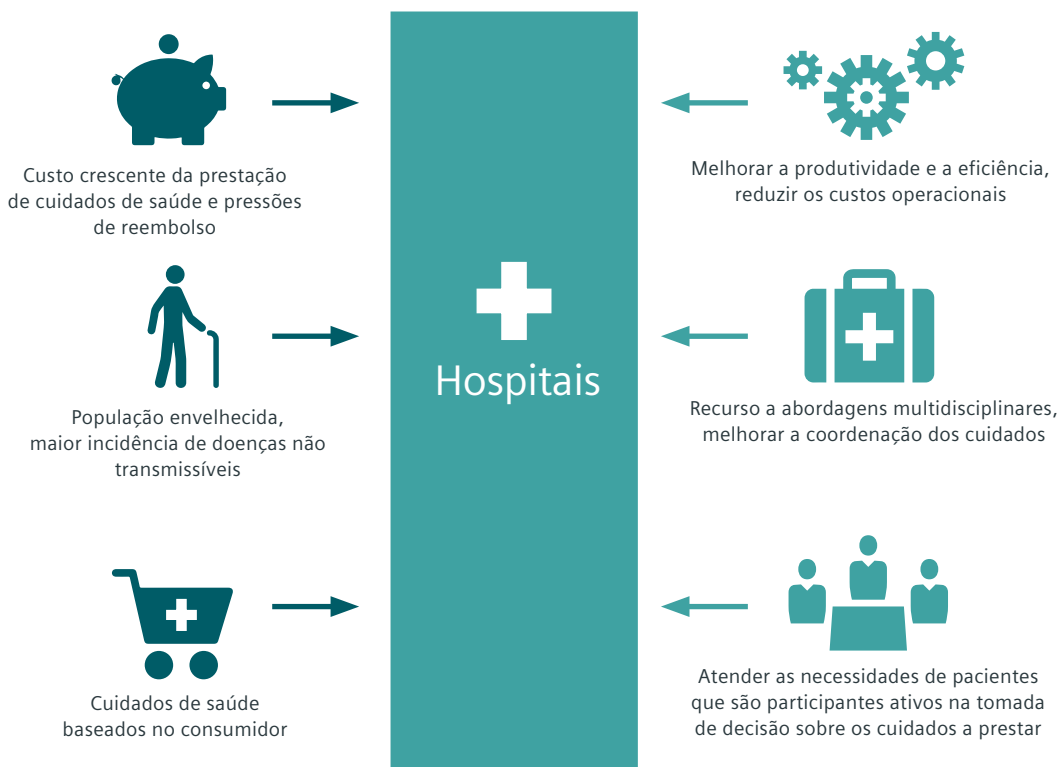 Custo crescente da prestação
de cuidados de saúde e pressões
de reembolso
População envelhecida,
maior incidência de doenças não
transmissíveis
Cuidados de saúde
baseados no consumidor
Hospitais
Melhorar a produtividade e a eficiência,
reduzir os custos operacionais
Recurso a abordagens multidisciplinares,
melhorar a coordenação dos cuidados
Atender as necessidades de pacientes
que são participantes ativos na tomada
de decisão sobre os cuidados a prestar